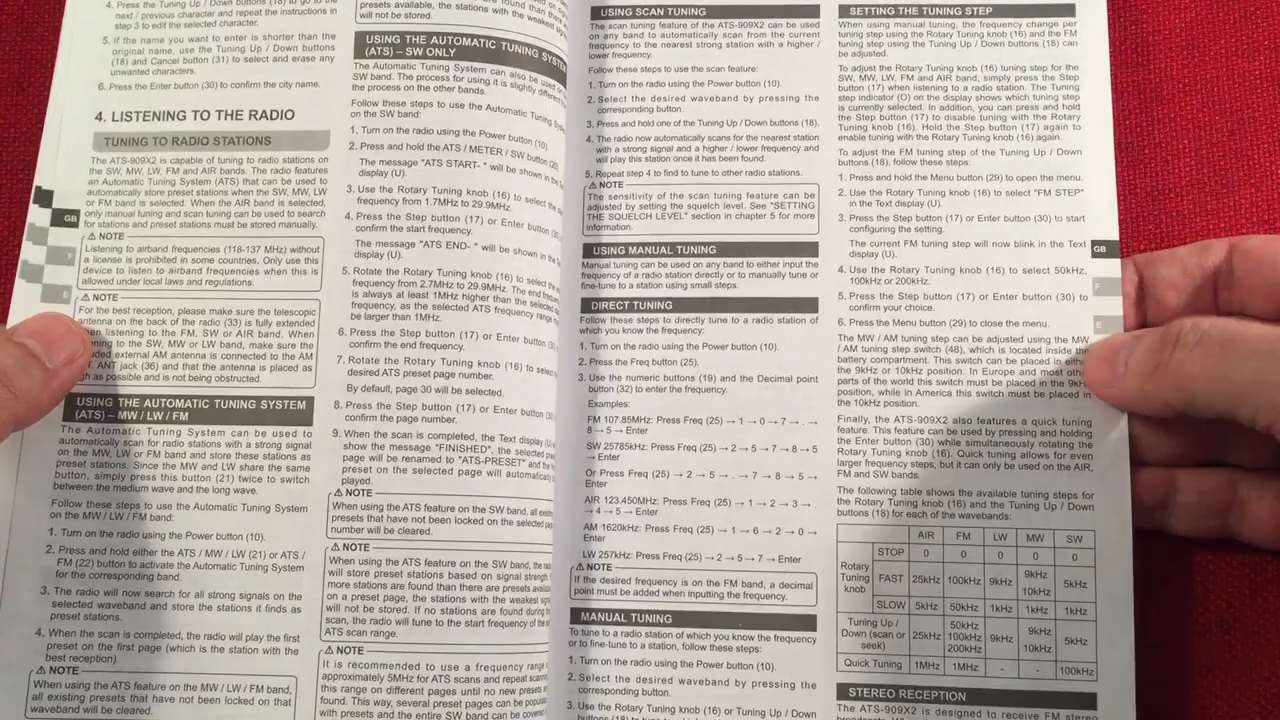 4. Press the Tuning Up / Down buttons (18) to go to the
next / previous character and repeat the instructions in
step 3 to edit the selected character.
5. If the name you want to enter is shorter than the
original name, use the Tuning Up / Down buttons
(18) and Cancel button (31) to select and erase any
unwanted characters.
6. Press the Enter button (30) to confirm the city name.
4. LISTENING TO THE RADIO
TUNING TO RADIO STATIONS
The ATS-909X2 is capable of tuning to radio stations on
the SW, MW, LW, FM and AIR bands. The radio features
an Automatic Tuning System (ATS) that can be used to
automatically store preset stations when the SW, MW, LW
or FM band is selected. When the AIR band is selected,
only manual tuning and scan tuning can be used to search
for stations and preset stations must be stored manually.
GB
F
E
⚠ NOTE
Listening to airband frequencies (118-137 MHz) without
a license is prohibited in some countries. Only use this
device to listen to airband frequencies when this is
allowed under local laws and regulations.
⚠ NOTE
For the best reception, please make sure the telescopic
antenna on the back of the radio (33) is fully extended
when listening to the FM, SW or AIR band. When
to the SW, MW or LW band, make sure the
external AM antenna is connected to the AM
ANT jack (36) and that the antenna is placed as
as possible and is not being obstructed.
USING THE AUTOMATIC TUNING SYSTEM
(ATS) – MW / LW / FM
The Automatic Tuning System can be used to
automatically scan for radio stations with a strong signal
on the MW, LW or FM band and store these stations as
preset stations. Since the MW and LW share the same
button, simply press this button (21) twice to switch
between the medium wave and the long wave.
Follow these steps to use the Automatic Tuning System
on the MW / LW / FM band:
1. Turn on the radio using the Power button (10).
2. Press and hold either the ATS / MW / LW (21) or ATS /
FM (22) button to activate the Automatic Tuning System
for the corresponding band.
3. The radio will now search for all strong signals on the
selected waveband and store the stations it finds as
preset stations.
4. When the scan is completed, the radio will play the first
preset on the first page (which is the station with the
best reception).
⚠ NOTE
When using the ATS feature on the MW / LW / FM band,
all existing presets that have not been locked on that
waveband will be cleared.
presets available, the stations with the weakest
will not be stored.
USING THE AUTOMATIC TUNING SYSTEM
(ATS) – SW ONLY
The Automatic Tuning System can also be used on
SW band. The process for using it is slightly different
the process on the other bands.
Follow these steps to use the Automatic Tuning
on the SW band:
1. Turn on the radio using the Power button (10).
2. Press and hold the ATS / METER / SW button (20)
The message "ATS START- " will be shown in the
display (U).
3. Use the Rotary Tuning knob (16) to select the
frequency from 1.7MHz to 29.9MHz.
4. Press the Step button (17) or Enter button (30)
confirm the start frequency.
The message "ATS END- " will be shown in the
display (U).
5. Rotate the Rotary Tuning knob (16) to select the
frequency from 2.7MHz to 29.9MHz. The end
is always at least 1MHz higher than the selected
frequency, as the selected ATS frequency range
be larger than 1MHz.
6. Press the Step button (17) or Enter button (30)
confirm the end frequency.
7. Rotate the Rotary Tuning knob (16) to select
desired ATS preset page number.
By default, page 30 will be selected.
8. Press the Step button (17) or Enter button (30)
confirm the page number.
9. When the scan is completed, the Text display (U)
show the message "FINISHED", the selected
page will be renamed to "ATS-PRESET" and the
preset on the selected page will automatically
played.
⚠ NOTE
When using the ATS feature on the SW band, all
presets that have not been locked on the selected
number will be cleared.
⚠ NOTE
When using the ATS feature on the SW band, the
will store preset stations based on signal strength.
more stations are found than there are presets
on a preset page, the stations with the weakest
will not be stored. If no stations are found during
scan, the radio will tune to the start frequency of the
ATS scan range.
⚠ NOTE
It is recommended to use a frequency range
approximately 5MHz for ATS scans and repeat
this range on different pages until no new presets
found. This way, several preset pages can be
with presets and the entire SW band can be
USING SCAN TUNING
The scan tuning feature of the ATS-909X2 can be used
on any band to automatically scan from the current
frequency to the nearest strong station with a higher /
lower frequency.
Follow these steps to use the scan feature:
1. Turn on the radio using the Power button (10).
2. Select the desired waveband by pressing the
corresponding button.
3. Press and hold one of the Tuning Up / Down buttons (18).
4. The radio now automatically scans for the nearest station
with a strong signal and a higher / lower frequency and
will play this station once it has been found.
5. Repeat step 4 to find to tune to other radio stations.
⚠ NOTE
The sensitivity of the scan tuning feature can be
adjusted by setting the squelch level. See "SETTING
THE SQUELCH LEVEL" section in chapter 5 for more
information.
USING MANUAL TUNING
Manual tuning can be used on any band to either input the
frequency of a radio station directly or to manually tune or
fine-tune to a station using small steps.
DIRECT TUNING
Follow these steps to directly tune to a radio station of
which you know the frequency:
1. Turn on the radio using the Power button (10).
2. Press the Freq button (25).
3. Use the numeric buttons (19) and the Decimal point
button (32) to enter the frequency.
Examples:
FM 107.85MHz: Press Freq (25) → 1 → 0 → 7 → . →
8 → 5 → Enter
SW 25785kHz: Press Freq (25) → 2 → 5 → 7 → 8 → 5
→ Enter
Or Press Freq (25) → 2 → 5 → . → 7 → 8 → 5 →
Enter
AIR 123.450MHz: Press Freq (25) → 1 → 2 → 3 → .
→ 4 → 5 → Enter
AM 1620kHz: Press Freq (25) → 1 → 6 → 2 → 0 →
Enter
LW 257kHz: Press Freq (25) → 2 → 5 → 7 → Enter
⚠ NOTE
If the desired frequency is on the FM band, a decimal
point must be added when inputting the frequency.
MANUAL TUNING
To tune to a radio station of which you know the frequency
or to fine-tune to a station, follow these steps:
1. Turn on the radio using the Power button (10).
2. Select the desired waveband by pressing the
corresponding button.
3. Use the Rotary Tuning knob (16) or Tuning Up / Down
SETTING THE TUNING STEP
When using manual tuning, the frequency change per
tuning step using the Rotary Tuning knob (16) and the FM
tuning step using the Tuning Up / Down buttons (18) can
be adjusted.
To adjust the Rotary Tuning knob (16) tuning step for the
SW, MW, LW, FM and AIR band, simply press the Step
button (17) when listening to a radio station. The Tuning
step indicator (O) on the display shows which tuning step
is currently selected. In addition, you can press and hold
the Step button (17) to disable tuning with the Rotary
Tuning knob (16). Hold the Step button (17) again to
enable tuning with the Rotary Tuning knob (16) again.
To adjust the FM tuning step of the Tuning Up / Down
buttons (18), follow these steps:
1. Press and hold the Menu button (29) to open the menu.
2. Use the Rotary Tuning knob (16) to select "FM STEP"
in the Text display (U).
3. Press the Step button (17) or Enter button (30) to start
configuring the setting.
The current FM tuning step will now blink in the Text
display (U).
4. Use the Rotary Tuning knob (16) to select 50kHz,
100kHz or 200kHz.
5. Press the Step button (17) or Enter button (30) to
confirm your choice.
6. Press the Menu button (29) to close the menu.
The MW / AM tuning step can be adjusted using the MW
/ AM tuning step switch (48), which is located inside the
battery compartment. This switch can be placed in either
the 9kHz or 10kHz position. In Europe and most other
parts of the world this switch must be placed in the 9kHz
position, while in America this switch must be placed in
the 10kHz position.
Finally, the ATS-909X2 also features a quick tuning
feature. This feature can be used by pressing and holding
the Enter button (30) while simultaneously rotating the
Rotary Tuning knob (16). Quick tuning allows for even
larger frequency steps, but it can only be used on the AIR,
FM and SW bands.
The following table shows the available tuning steps for
the Rotary Tuning knob (16) and the Tuning Up / Down
buttons (18) for each of the wavebands:
AIR FM LW MW SW
Rotary Tuning knob STOP 0 0 0 0 0
FAST 25kHz 100kHz 9kHz 9kHz 10kHz 5kHz
SLOW 5kHz 50kHz 1kHz 1kHz 1kHz
Tuning Up / Down (scan or seek) 25kHz 50kHz 100kHz 200kHz 9kHz 9kHz 10kHz 5kHz
Quick Tuning 1MHz 1MHz - - 100kHz
STEREO RECEPTION
The ATS-909X2 is designed to receive FM stereo
GB
F
E